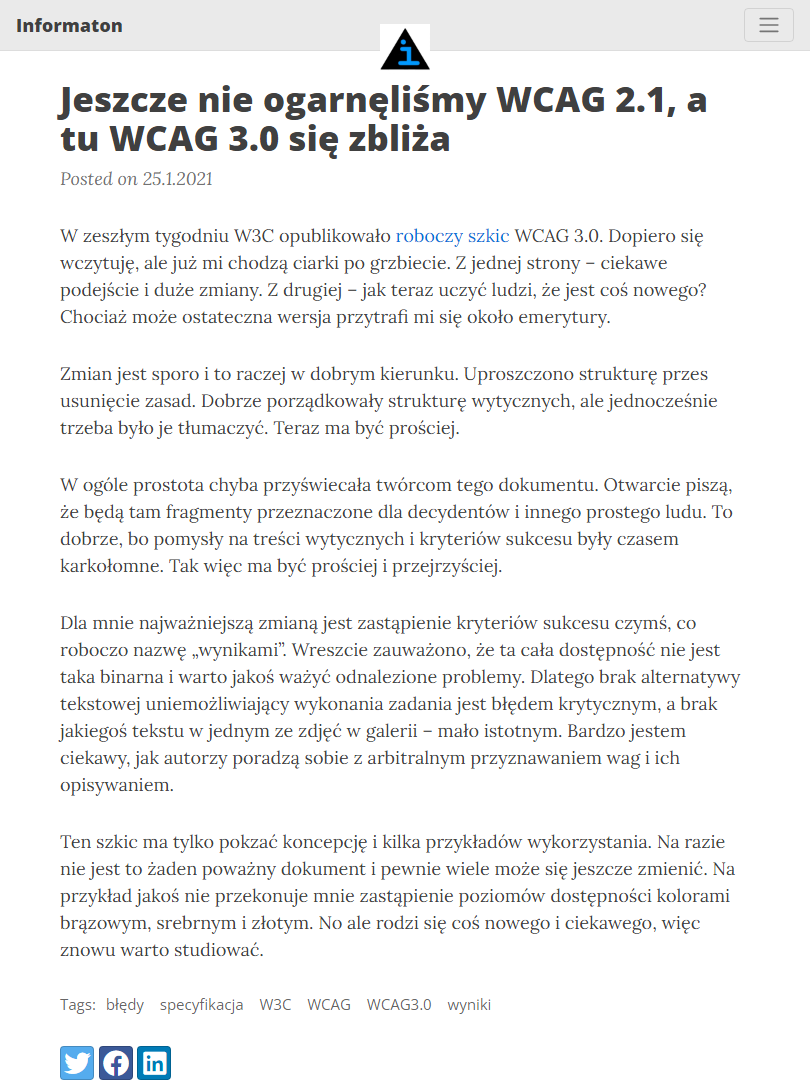 Informaton
i
Jeszcze nie ogarnęliśmy WCAG 2.1, a
tu WCAG 3.0 się zbliża
Posted on 25.1.2021
W zeszłym tygodniu W3C opublikowało roboczy szkic WCAG 3.0. Dopiero się
wczytuję, ale już mi chodzą ciarki po grzbiecie. Z jednej strony – ciekawe
podejście i duże zmiany. Z drugiej – jak teraz uczyć ludzi, że jest coś nowego?
Chociaż może ostateczna wersja przytrafi mi się około emerytury.
Zmian jest sporo i to raczej w dobrym kierunku. Uproszczono strukturę przes
usunięcie zasad. Dobrze porządkowały strukturę wytycznych, ale jednocześnie
trzeba było je tłumaczyć. Teraz ma być prościej.
W ogóle prostota chyba przyświecała twórcom tego dokumentu. Otwarcie piszą,
że będą tam fragmenty przeznaczone dla decydentów i innego prostego ludu. To
dobrze, bo pomysły na treści wytycznych i kryteriów sukcesu były czasem
karkołomne. Tak więc ma być prościej i przejrzyściej.
Dla mnie najważniejszą zmianą jest zastąpienie kryteriów sukcesu czymś, co
roboczo nazwę „wynikami”. Wreszcie zauważono, że ta cała dostępność nie jest
taka binarna i warto jakoś ważyć odnalezione problemy. Dlatego brak alternatywy
tekstowej uniemożliwiający wykonania zadania jest błędem krytycznym, a brak
jakiegoś tekstu w jednym ze zdjęć w galerii – mało istotnym. Bardzo jestem
ciekawy, jak autorzy poradzą sobie z arbitralnym przyznawaniem wag i ich
opisywaniem.
Ten szkic ma tylko pokzać koncepcję i kilka przykładów wykorzystania. Na razie
nie jest to żaden poważny dokument i pewnie wiele może się jeszcze zmienić. Na
przykład jakoś nie przekonuje mnie zastąpienie poziomów dostępności kolorami
brązowym, srebrnym i złotym. No ale rodzi się coś nowego i ciekawego, więc
znowu warto studiować.
Tags: błędy specyfikacja W3C WCAG WCAG3.0 wyniki